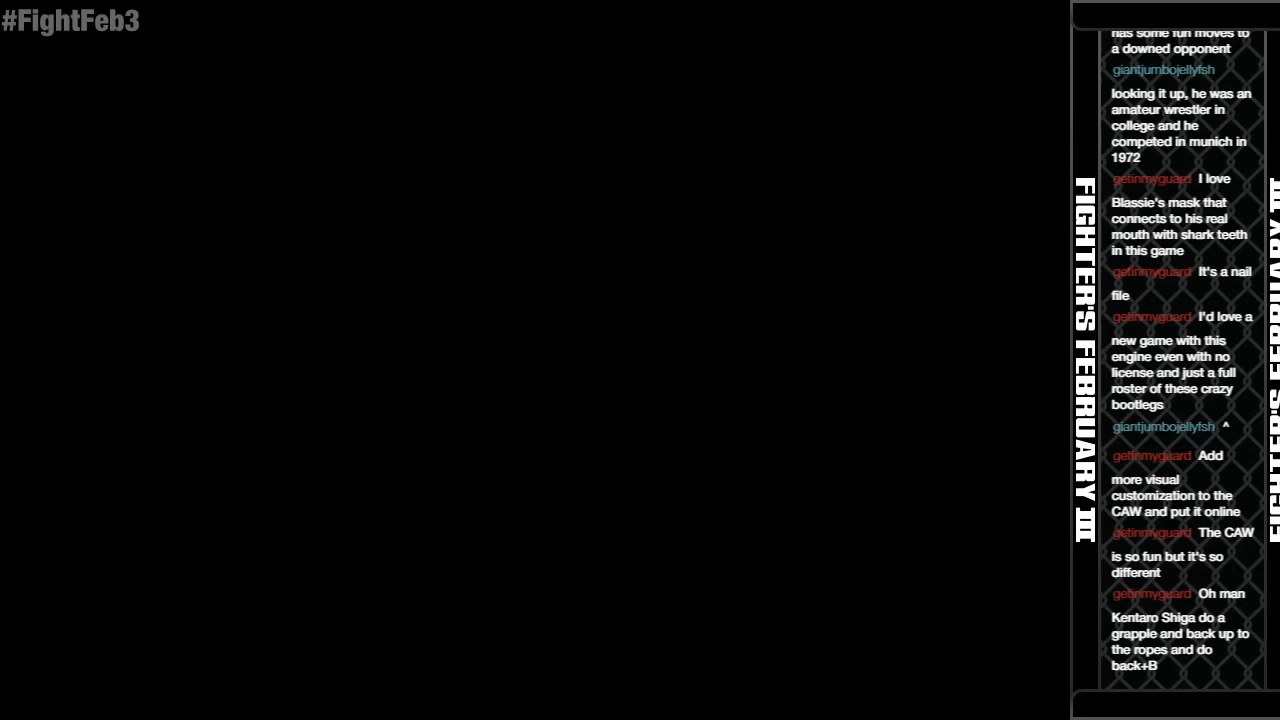 #FightFeb3
has some fun moves to
a downed opponent
giantjumbojellyfsh
looking it up, he was an
amateur wrestler in
college and he
competed in munich in
1972
getinmyguard I love
Blassie's mask that
connects to his real
mouth with shark teeth
in this game
getinmyguard It's a nail
file
getinmyguard I'd love a
new game with this
engine even with no
license and just a full
roster of these crazy
bootlegs
giantjumbojellyfsh ^
getinmyguard Add
more visual
customization to the
CAW and put it online
getinmyguard The CAW
is so fun but it's so
different
getinmyguard Oh man
Kentaro Shiga do a
grapple and back up to
the ropes and do
back+B
FIGHTER'S FEBRUARY III
FIGHTER'S FEBRUARY III